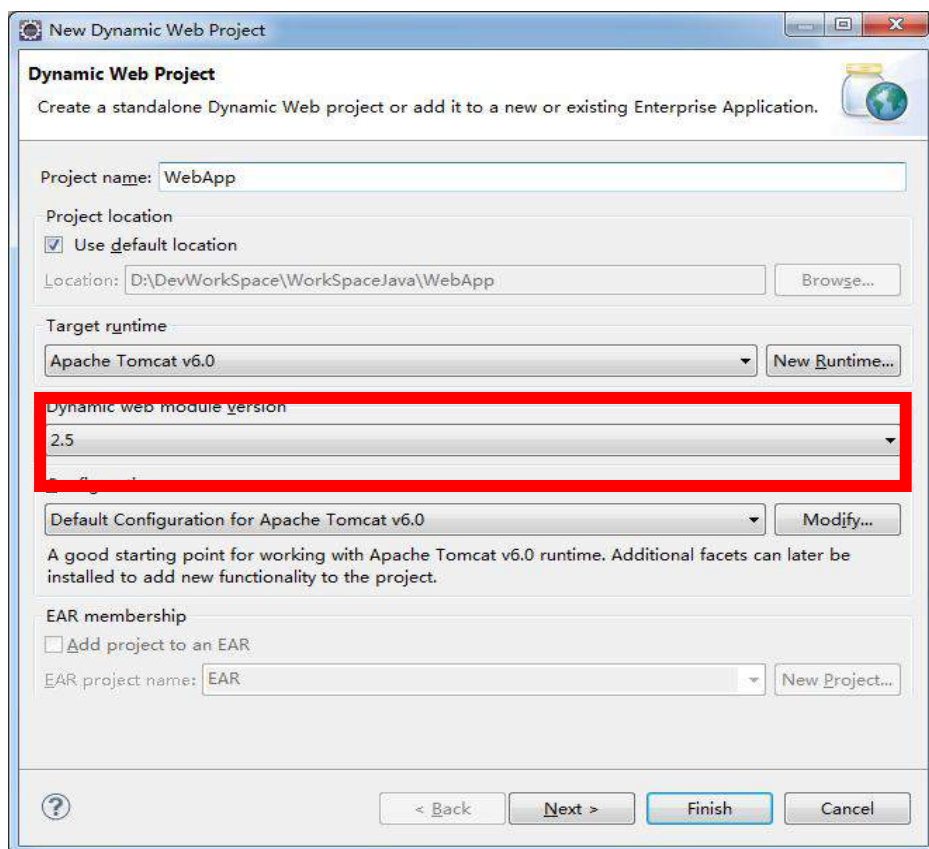 New Dynamic Web Project
Dynamic Web Project
Create a standalone Dynamic Web project or add it to a new or existing Enterprise Application.
Project name: WebApp
Project location
Use default location
Location: D:\DevWorkSpace\WorkSpaceJava\WebApp Browse...
Target runtime
Apache Tomcat v6.0 New Runtime...
Dynamic web module version
2.5
Default Configuration for Apache Tomcat v6.0 Modify...
A good starting point for working with Apache Tomcat v6.0 runtime. Additional facets can later be
installed to add new functionality to the project.
EAR membership
Add project to an EAR
EAR project name: EAR New Project...
? < Back Next > Finish Cancel